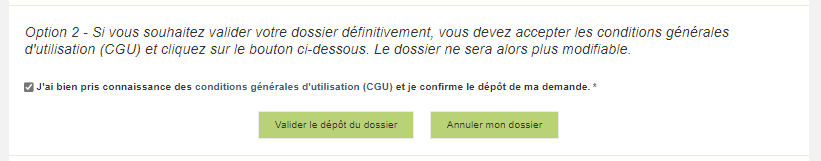 Option 2 - Si vous souhaitez valider votre dossier définitivement, vous devez accepter les conditions générales
d'utilisation (CGU) et cliquez sur le bouton ci-dessous. Le dossier ne sera alors plus modifiable.
J'ai bien pris connaissance des conditions générales d'utilisation (CGU) et je confirme le dépôt de ma demande. *
Valider le dépôt du dossier Annuler mon dossier